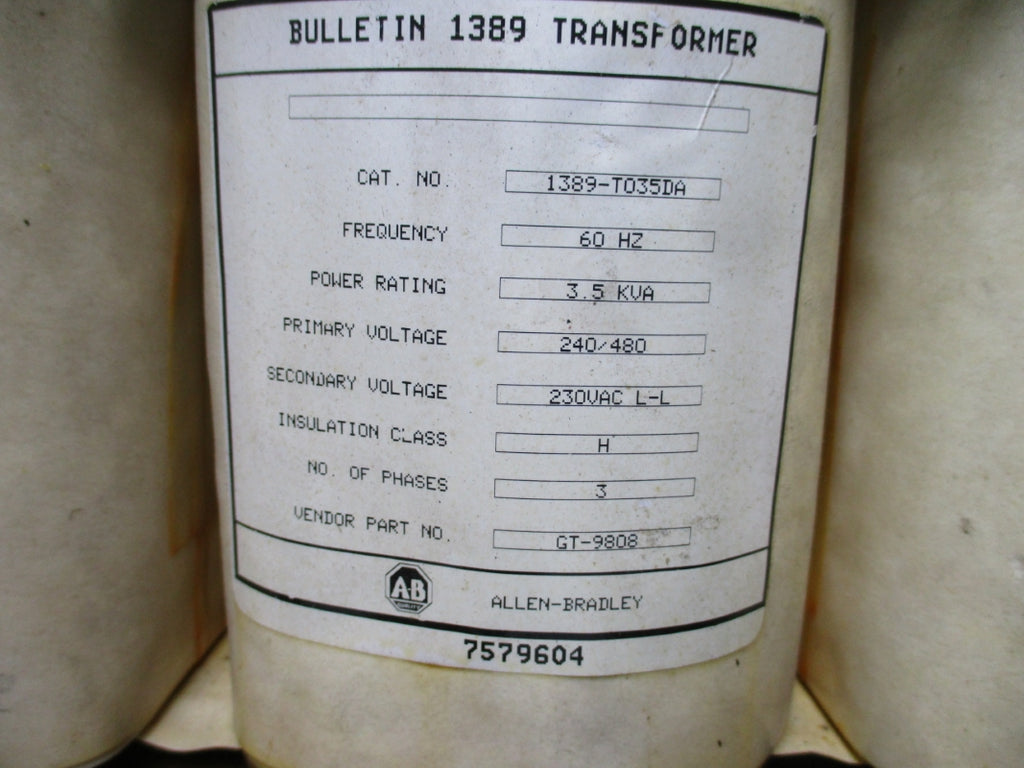 BULLETIN 1389 TRANSFORMER
CAT. NO. 1389-T035DA
FREQUENCY 60 HZ
POWER RATING 3.5 KVA
PRIMARY VOLTAGE 240/480
SECONDARY VOLTAGE 230VAC L-L
INSULATION CLASS H
NO. OF PHASES 3
VENDOR PART NO. GT-9808
AB ALLEN-BRADLEY
7579604